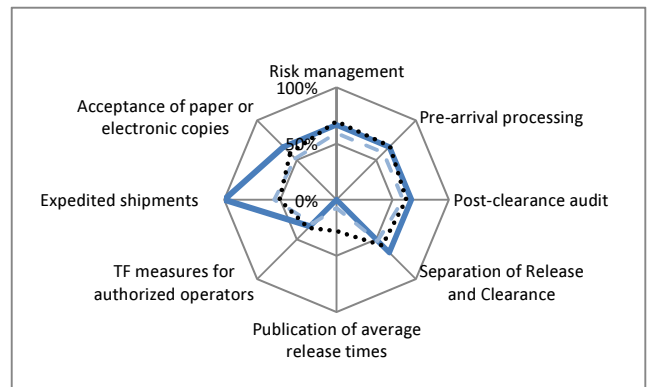 Risk management
100%
Acceptance of paper or
electronic copies
Pre-arrival processing
50%
Expedited shipments
0%
Post-clearance audit
TF measures for
authorized operators
Separation of Release
and Clearance
Publication of average
release times